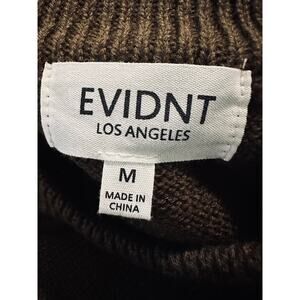 EVIDNT
LOS ANGELES
M
MADE IN
CHINA